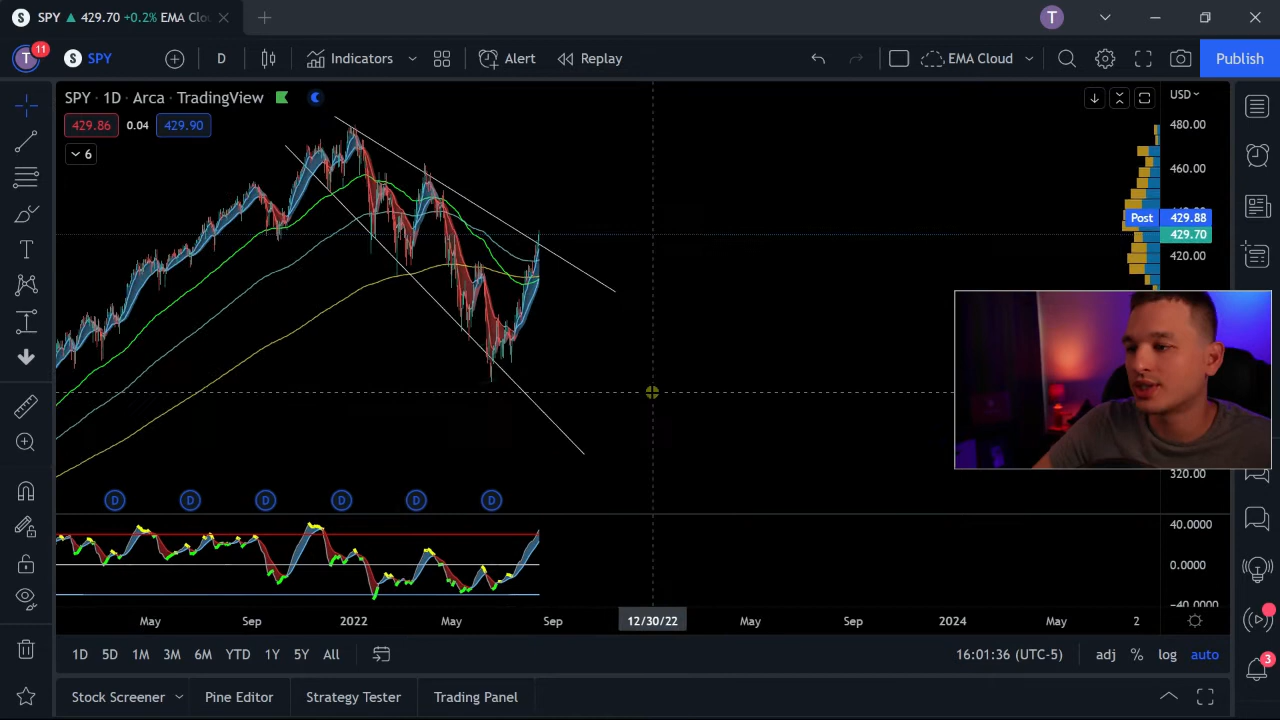 S SPY ▲ 429.70 +0.2% EMA Clo
T
T 11 S SPY D Indicators Alert Replay EMA Cloud Publish
SPY · 1D · Arca · TradingView
USD
429.86 0.04 429.90
6
480.00
460.00
Post 429.88
429.70
420.00
320.00
D D D D D D
40.0000
0.0000
-40.0000
May Sep 2022 May Sep 12/30/22 May Sep 2024 May 2
1D 5D 1M 3M 6M YTD 1Y 5Y All 16:01:36 (UTC-5) adj % log auto
3
Stock Screener Pine Editor Strategy Tester Trading Panel